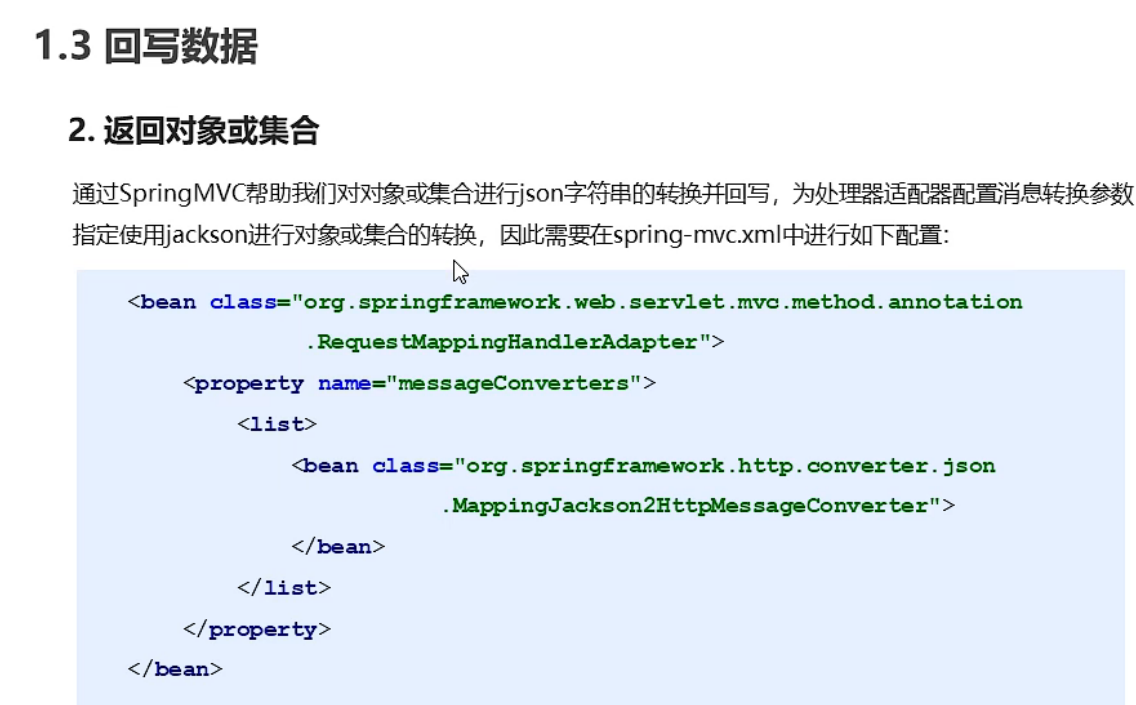 1.3 回写数据
2. 返回对象或集合
通过SpringMVC帮助我们对对象或集合进行json字符串的转换并回写，为处理器适配器配置消息转换参数
指定使用jackson进行对象或集合的转换，因此需要在spring-mvc.xml中进行如下配置：
<bean class="org.springframework.web.servlet.mvc.method.annotation
.RequestMappingHandlerAdapter">
<property name="messageConverters">
<list>
<bean class="org.springframework.http.converter.json
.MappingJackson2HttpMessageConverter">
</bean>
</list>
</property>
</bean>